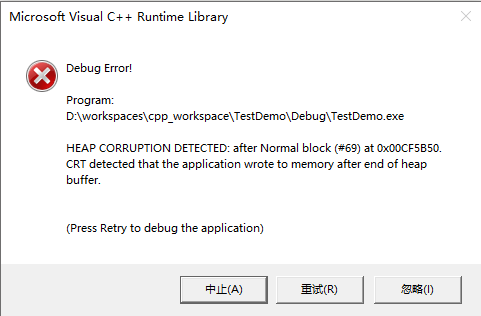 Microsoft Visual C++ Runtime Library
Debug Error!
Program:
D:\workspaces\cpp_workspace\TestDemo\Debug\TestDemo.exe
HEAP CORRUPTION DETECTED: after Normal block (#69) at 0x00CF5B50.
CRT detected that the application wrote to memory after end of heap
buffer.
(Press Retry to debug the application)
中止(A) 重试(R) 忽略(I)